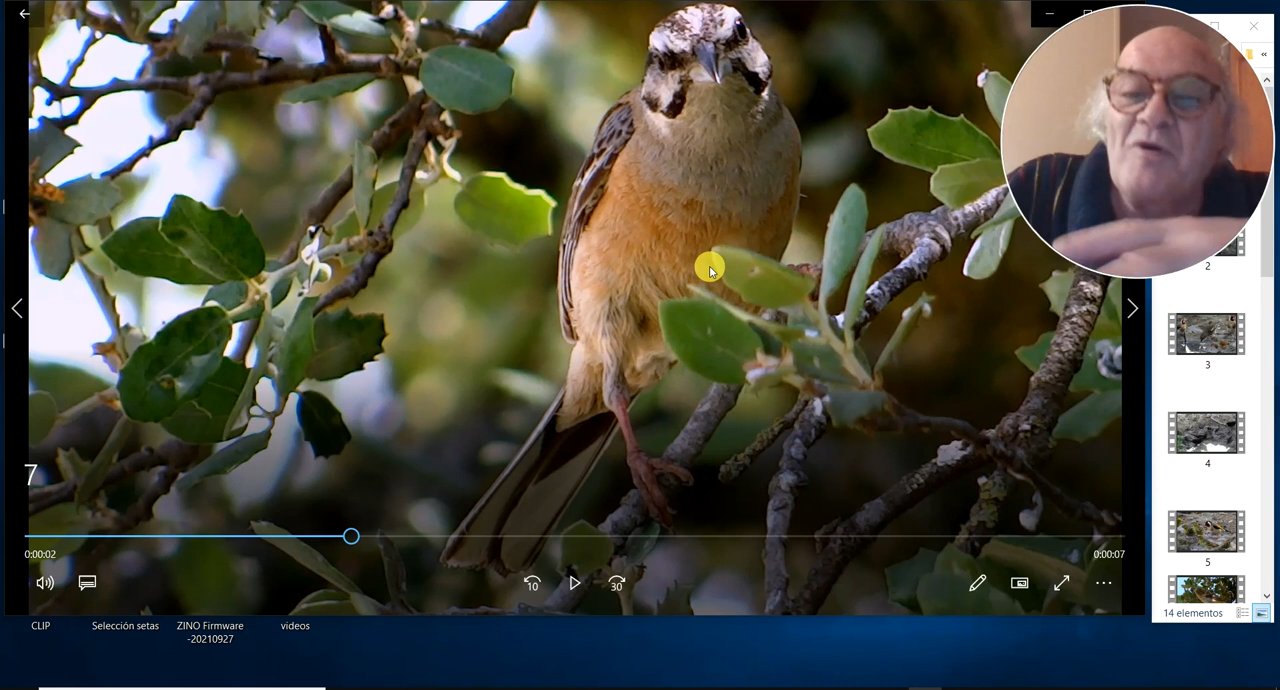 «
2
3
4
5
7
0:00:02
0:00:07
10
30
14 elementos
CLIP
Selección setas
ZINO Firmware
-20210927
videos